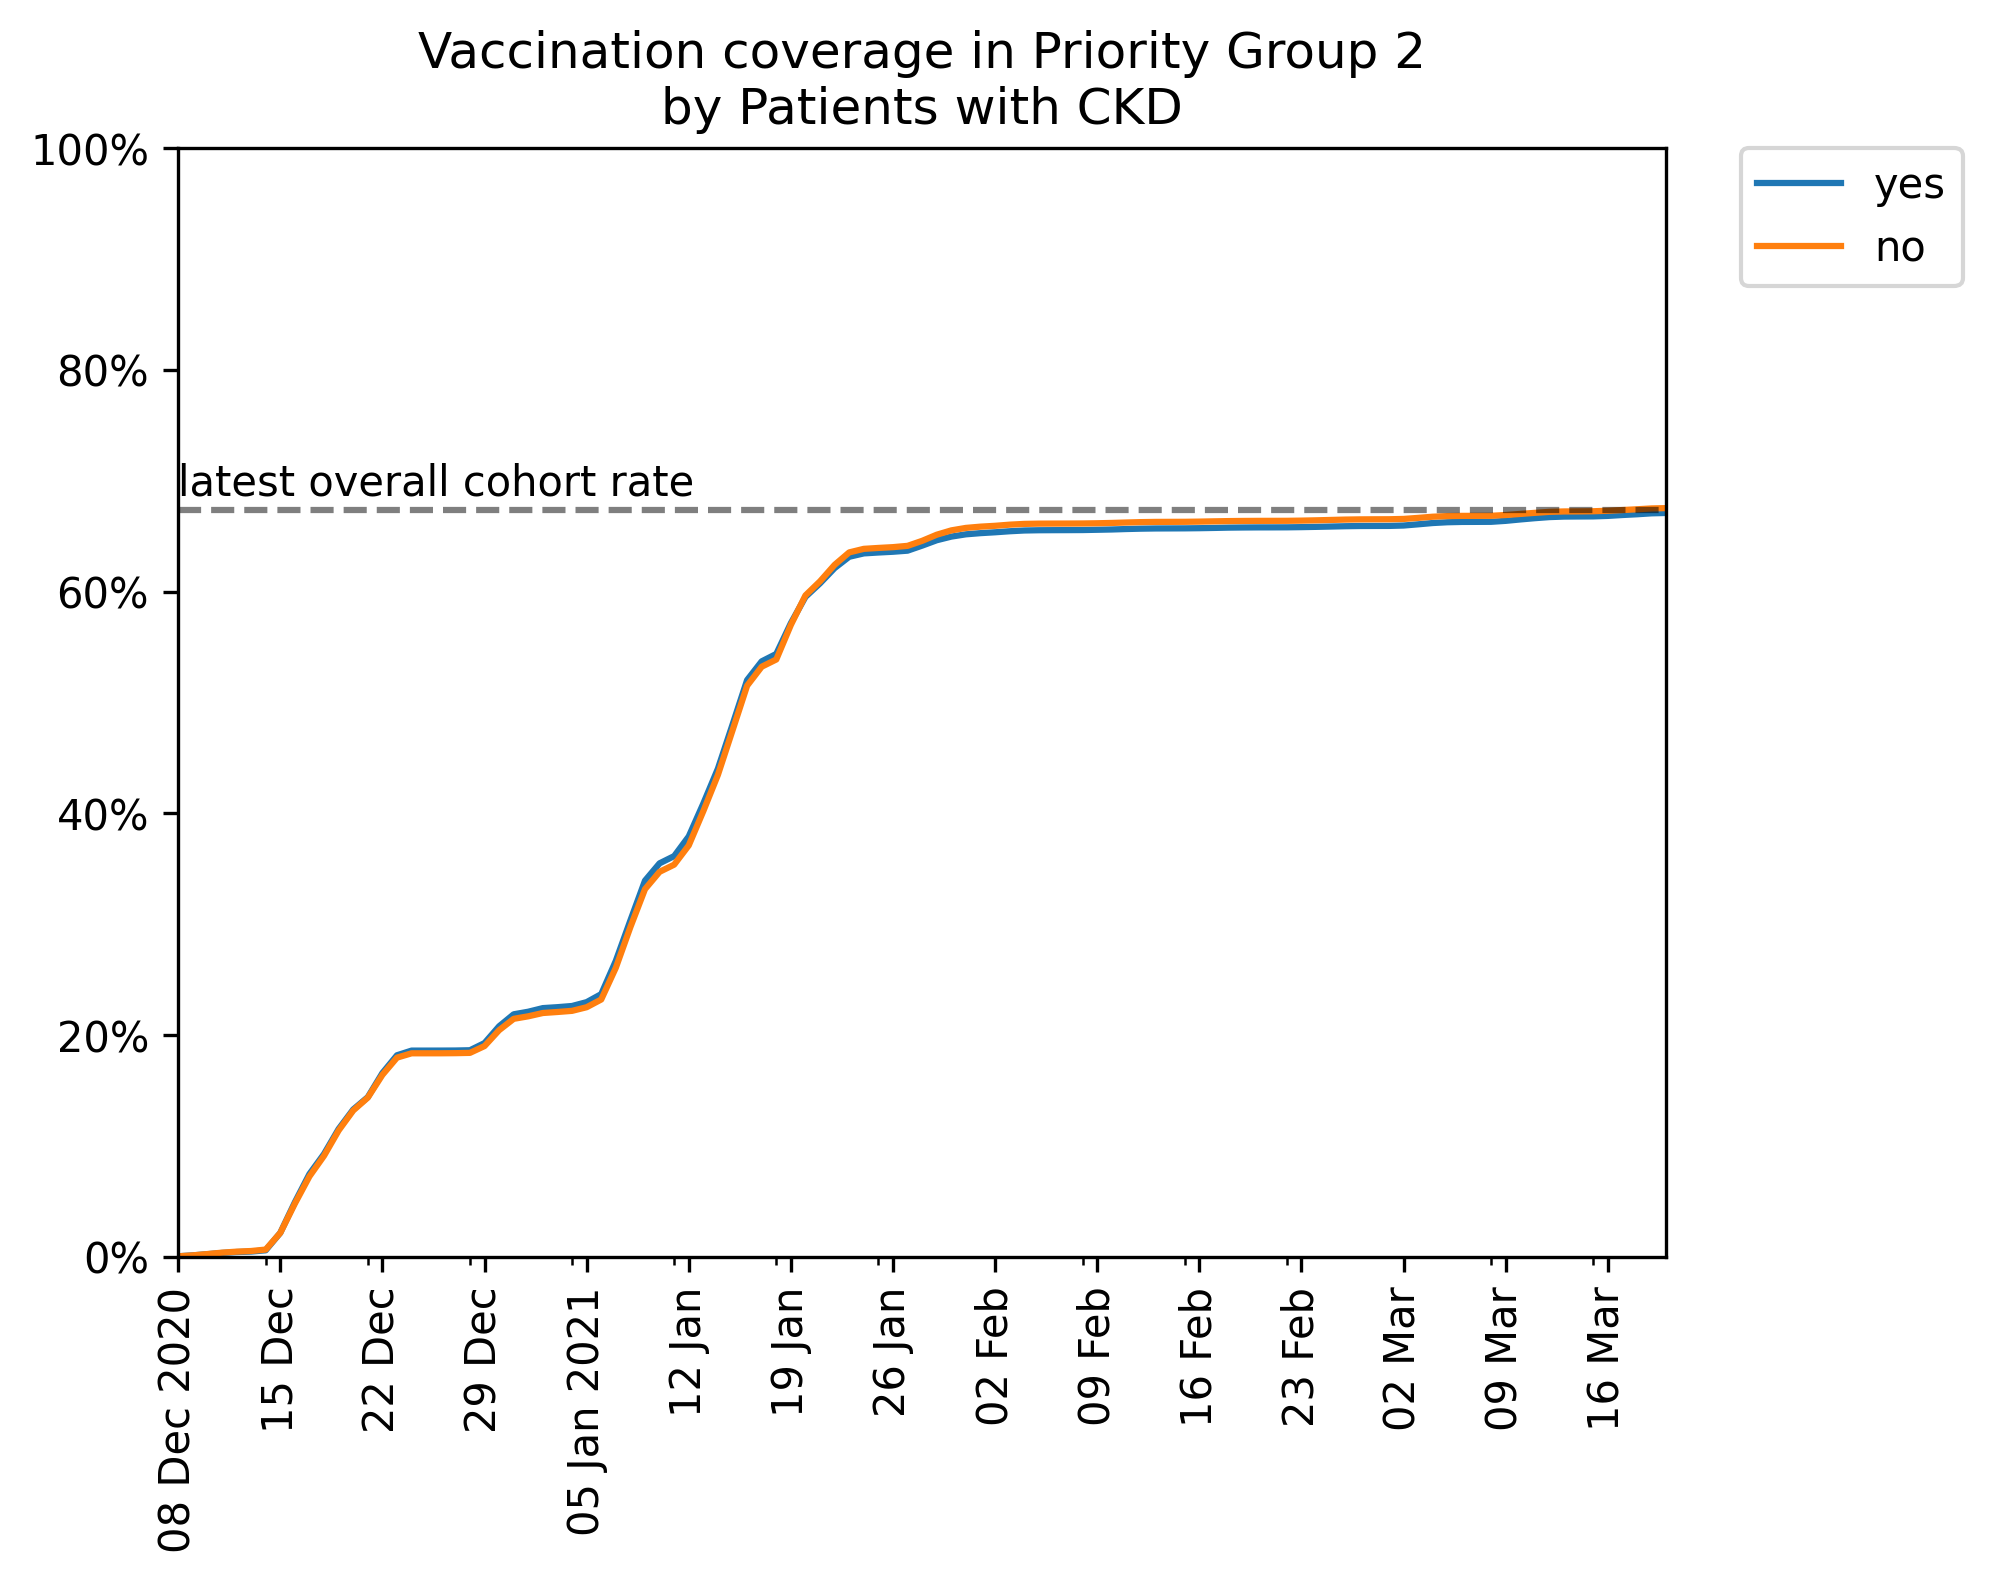 Vaccination coverage in Priority Group 2
by Patients with CKD
100%
80%
60%
40%
20%
0%
latest overall cohort rate
yes
no
08 Dec 2020
15 Dec
22 Dec
29 Dec
05 Jan 2021
12 Jan
19 Jan
26 Jan
02 Feb
09 Feb
16 Feb
23 Feb
02 Mar
09 Mar
16 Mar